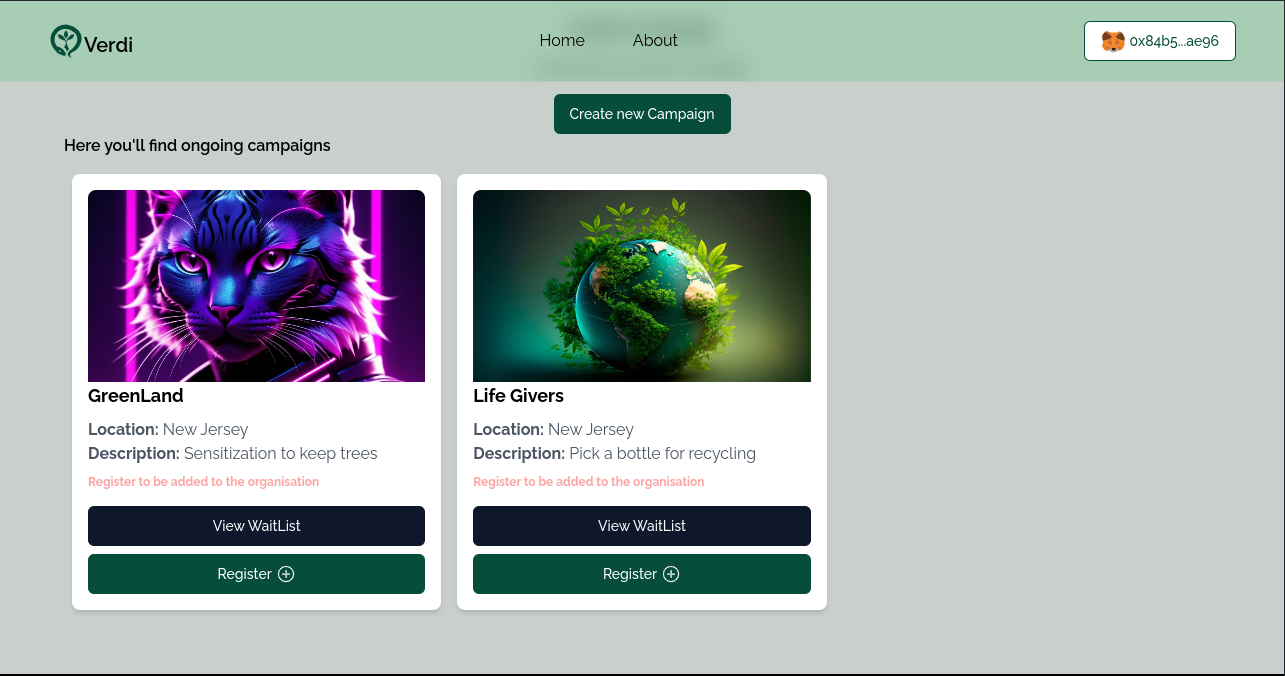 Verdi
Home
About
0x84b5...ae96
Create new Campaign
Here you'll find ongoing campaigns
GreenLand
Location: New Jersey
Description: Sensitization to keep trees
Register to be added to the organisation
View WaitList
Register
Life Givers
Location: New Jersey
Description: Pick a bottle for recycling
Register to be added to the organisation
View WaitList
Register